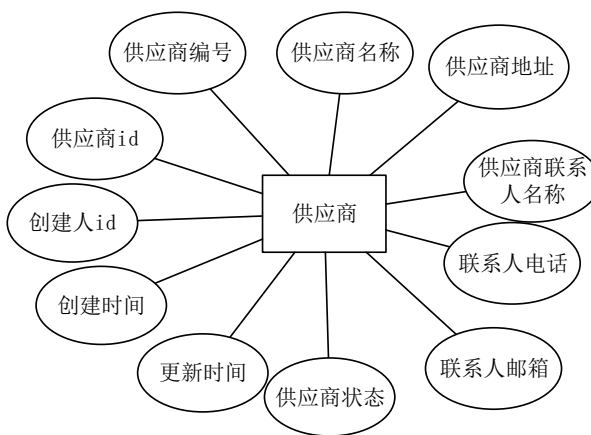 供应商编号
供应商名称
供应商地址
供应商id
供应商联系
人名称
创建人id
供应商
联系人电话
创建时间
更新时间
联系人邮箱
供应商状态